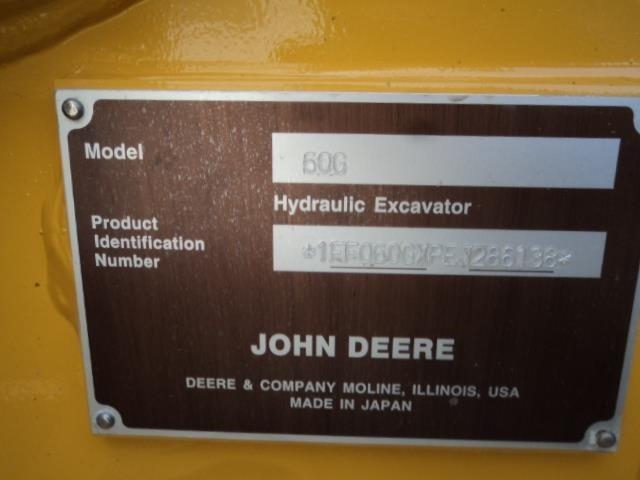 Model 60G
Hydraulic Excavator
Product
Identification
Number
*1FF060GXPEJ286138*
JOHN DEERE
DEERE & COMPANY MOLINE, ILLINOIS, USA
MADE IN JAPAN